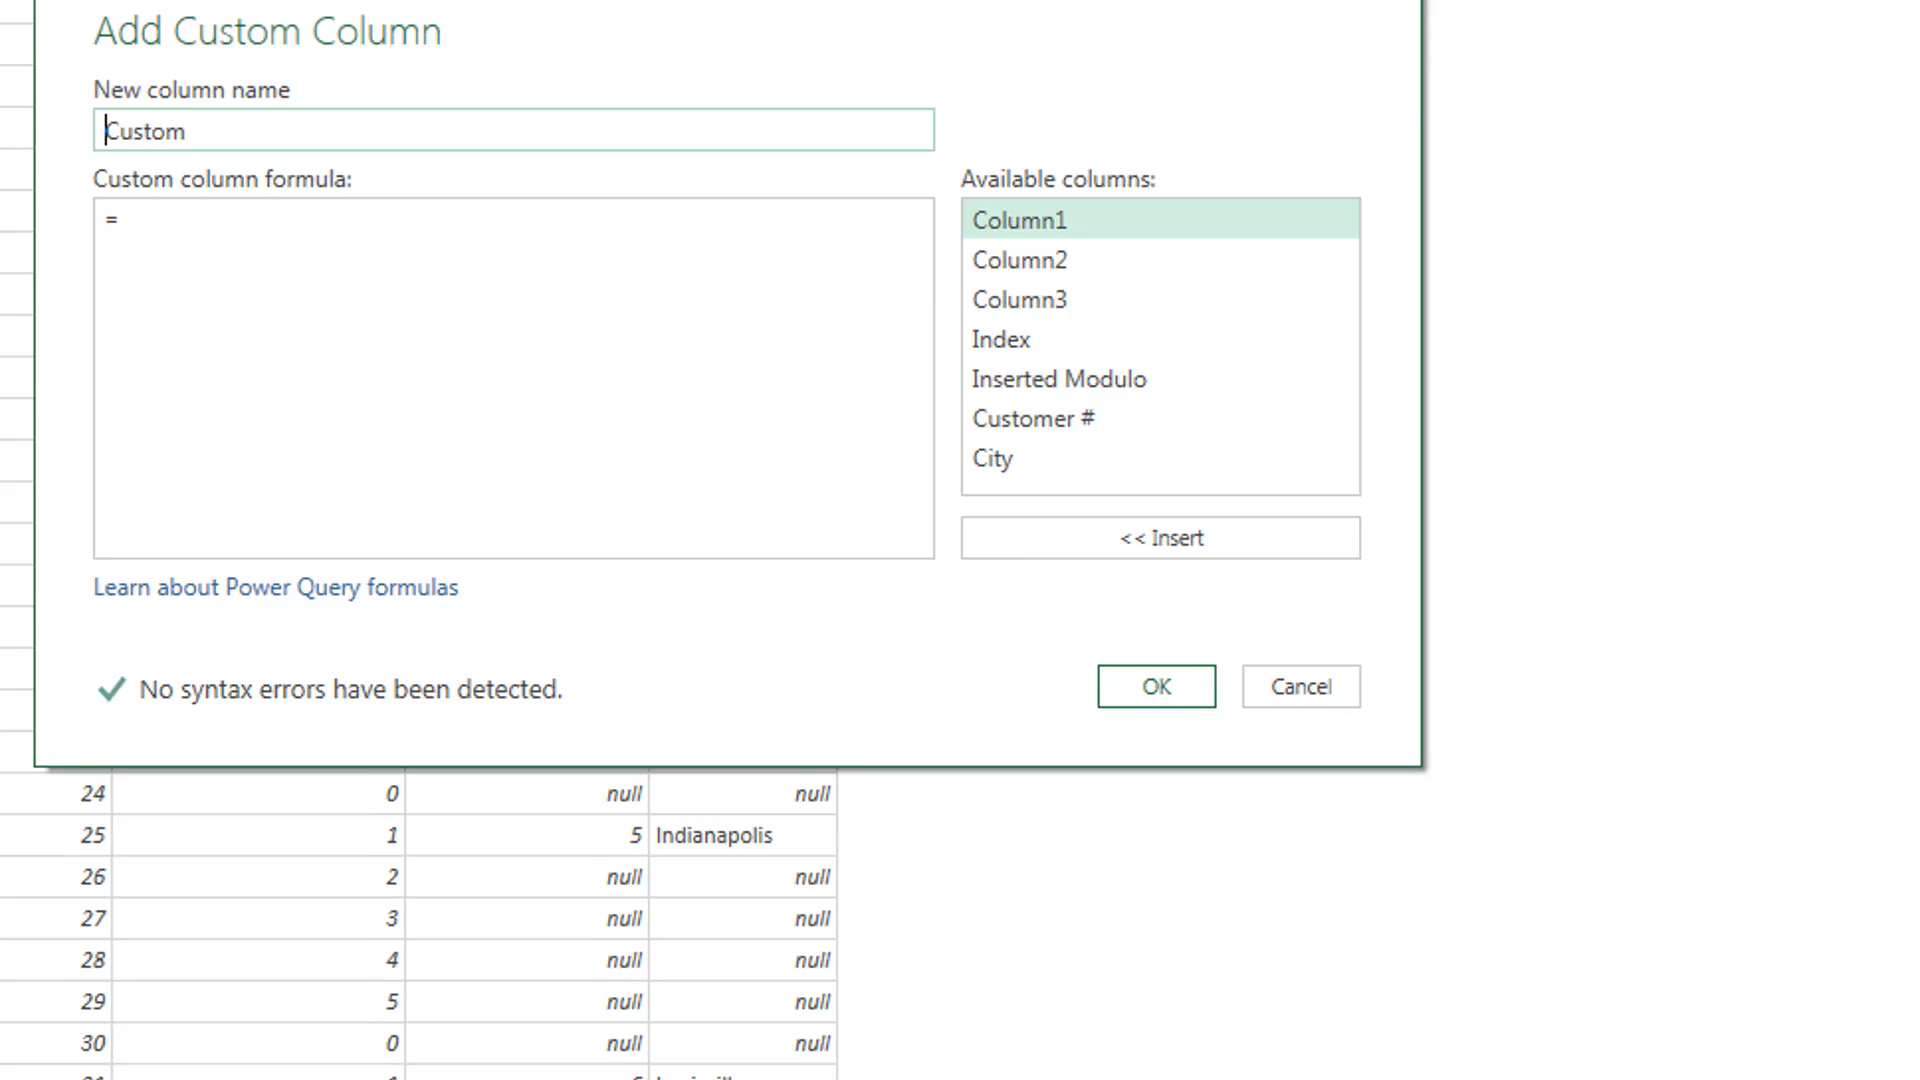 Add Custom Column
New column name
Custom
Custom column formula:
Available columns:
=
Column1
Column2
Column3
Index
Inserted Modulo
Customer #
City
<< Insert
Learn about Power Query formulas
No syntax errors have been detected.
OK
Cancel
24 0 null null
25 1 5 Indianapolis
26 2 null null
27 3 null null
28 4 null null
29 5 null null
30 0 null null